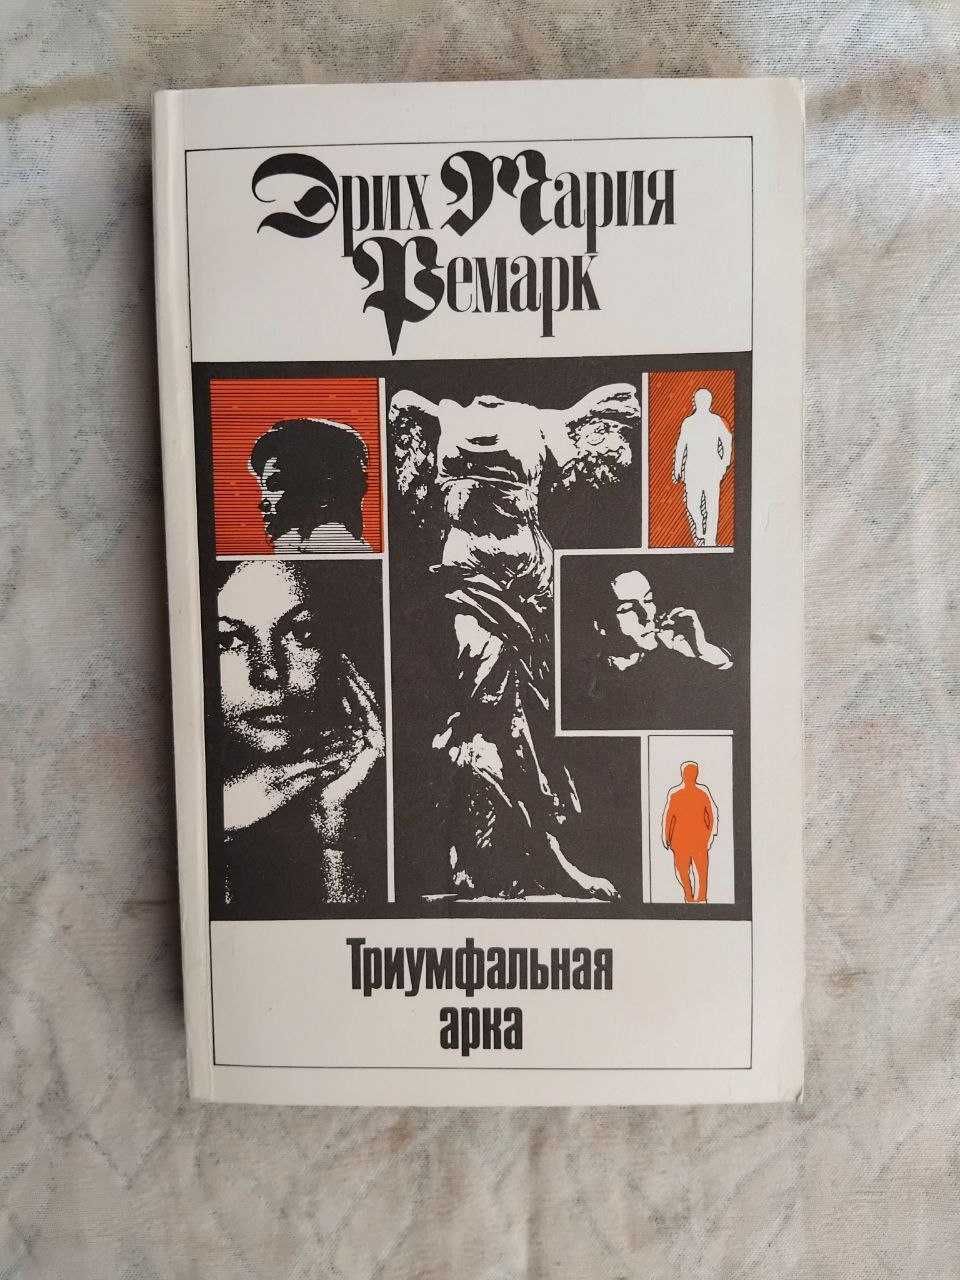 Эрих Мария
Ремарк
Триумфальная
арка